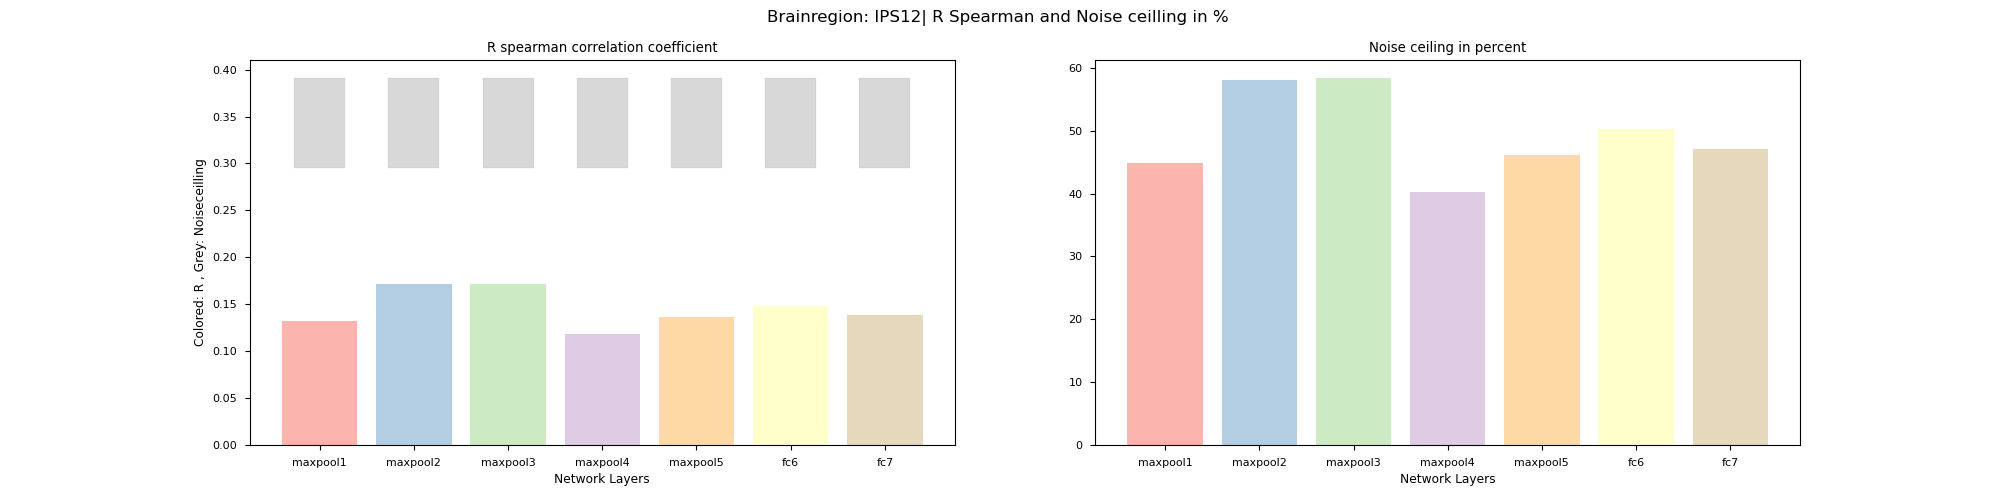 Brainregion: IPS12| R Spearman and Noise ceilling in %
R spearman correlation coefficient
Colored: R , Grey: Noiseceilling
0.40
0.35
0.30
0.25
0.20
0.15
0.10
0.05
0.00
maxpool1 maxpool2 maxpool3 maxpool4 maxpool5 fc6 fc7
Network Layers
Noise ceiling in percent
60
50
40
30
20
10
0
maxpool1 maxpool2 maxpool3 maxpool4 maxpool5 fc6 fc7
Network Layers